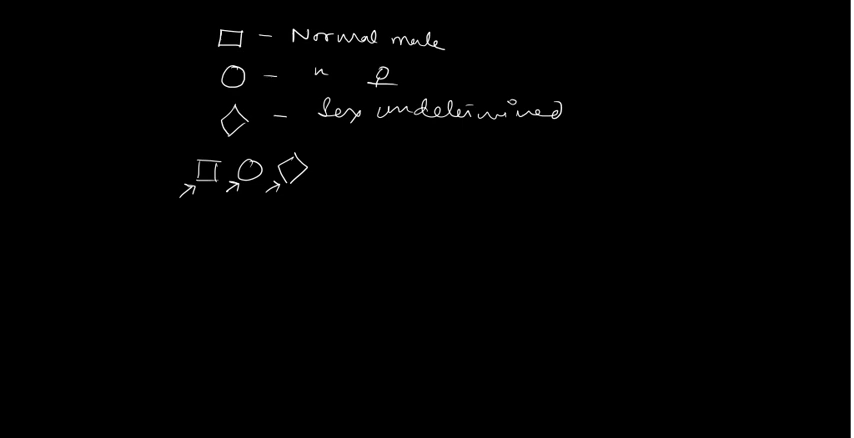 □ - Normal male
○ - " ♀
◇ - Sex undetermined